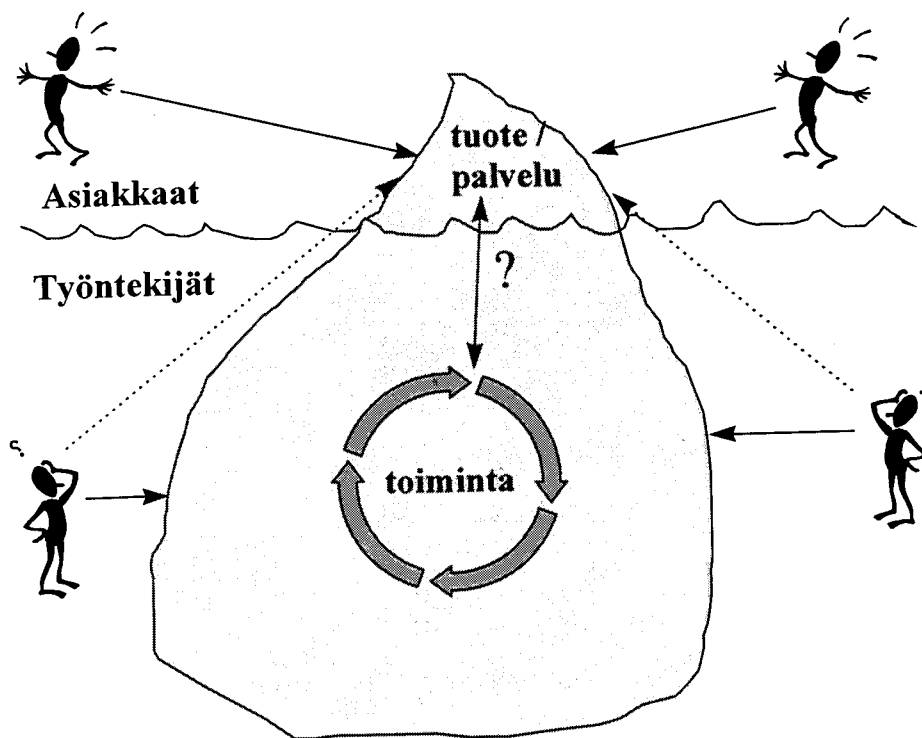 tuote /
palvelu
Asiakkaat
?
Työntekijät
toiminta
?